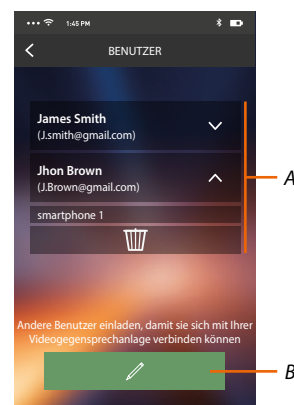 1:45 PM
BENUTZER
James Smith
(J.smith@gmail.com)
Jhon Brown
(J.Brown@gmail.com)
A
smartphone 1
Andere Benutzer einladen, damit sie sich mit Ihrer
Videogegensprechanlage verbinden können
B